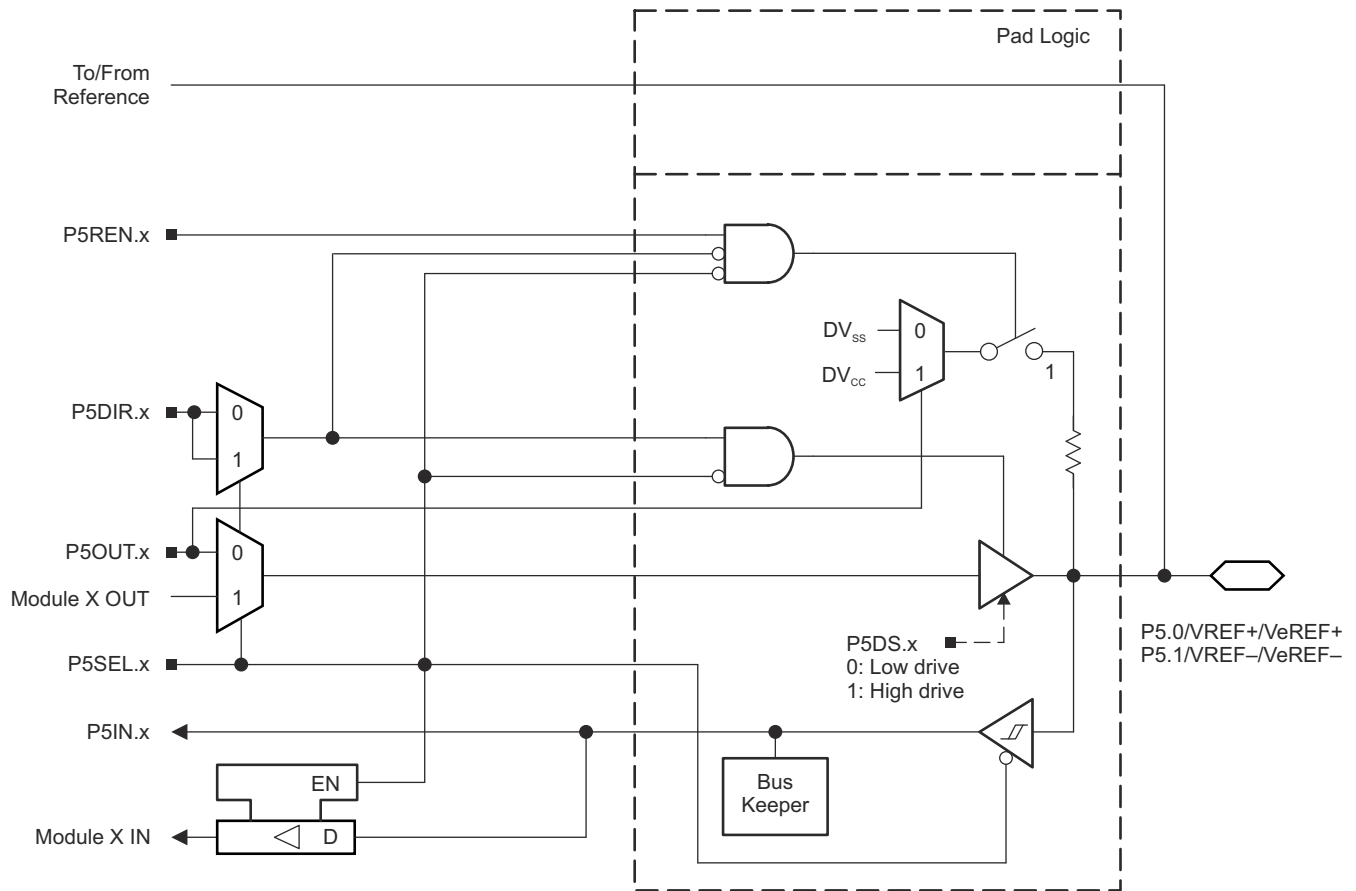 Pad Logic
To/From
Reference
P5REN.x
DVss
0
DVcc
1
1
P5DIR.x
0
1
P5OUT.x
0
Module X OUT
1
P5SEL.x
P5DS.x
0: Low drive
1: High drive
P5.0/VREF+/VeREF+
P5.1/VREF–/VeREF–
P5IN.x
EN
Bus
Keeper
Module X IN
D